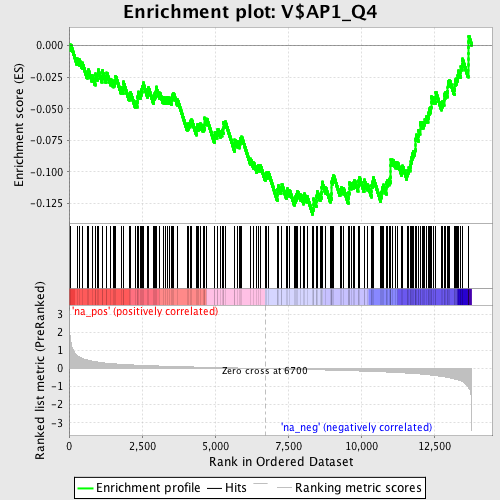 Enrichment plot: V$AP1_Q4
Enrichment score (ES)
0.000
-0.025
-0.050
-0.075
-0.100
-0.125
'na_pos' (positively correlated)
Ranked list metric (PreRanked)
3
2
1
0
-1
-2
-3
Zero cross at 6700
'na_neg' (negatively correlated)
0
2,500
5,000
7,500
10,000
12,500
Rank in Ordered Dataset
Enrichment profile
Hits
Ranking metric scores